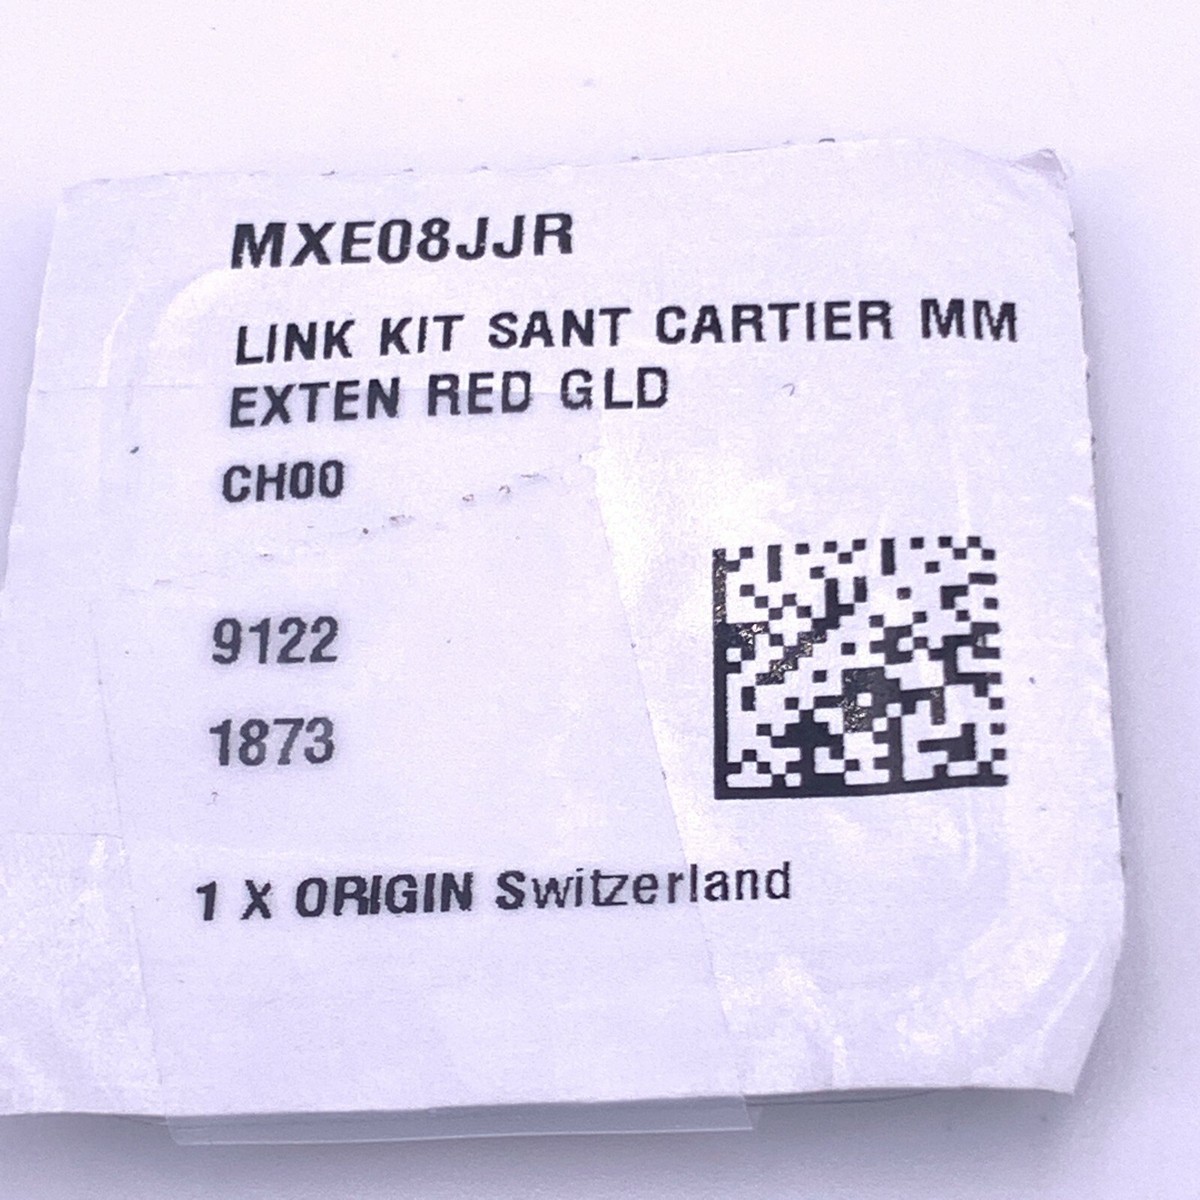 MXE08JJR
LINK KIT SANT CARTIER MM
EXTEN RED GLD
CH00
9122
1873
1 X ORIGIN Switzerland